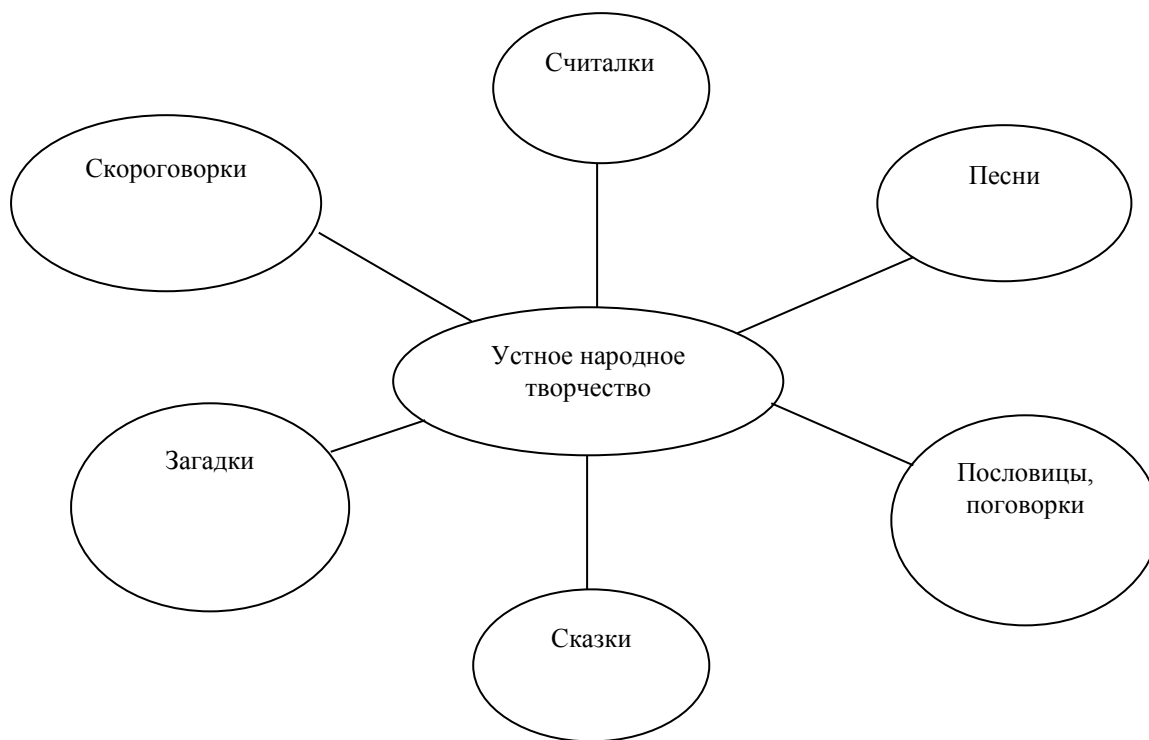 Считалки
Скороговорки
Песни
Устное народное
творчество
Загадки
Пословицы,
поговорки
Сказки